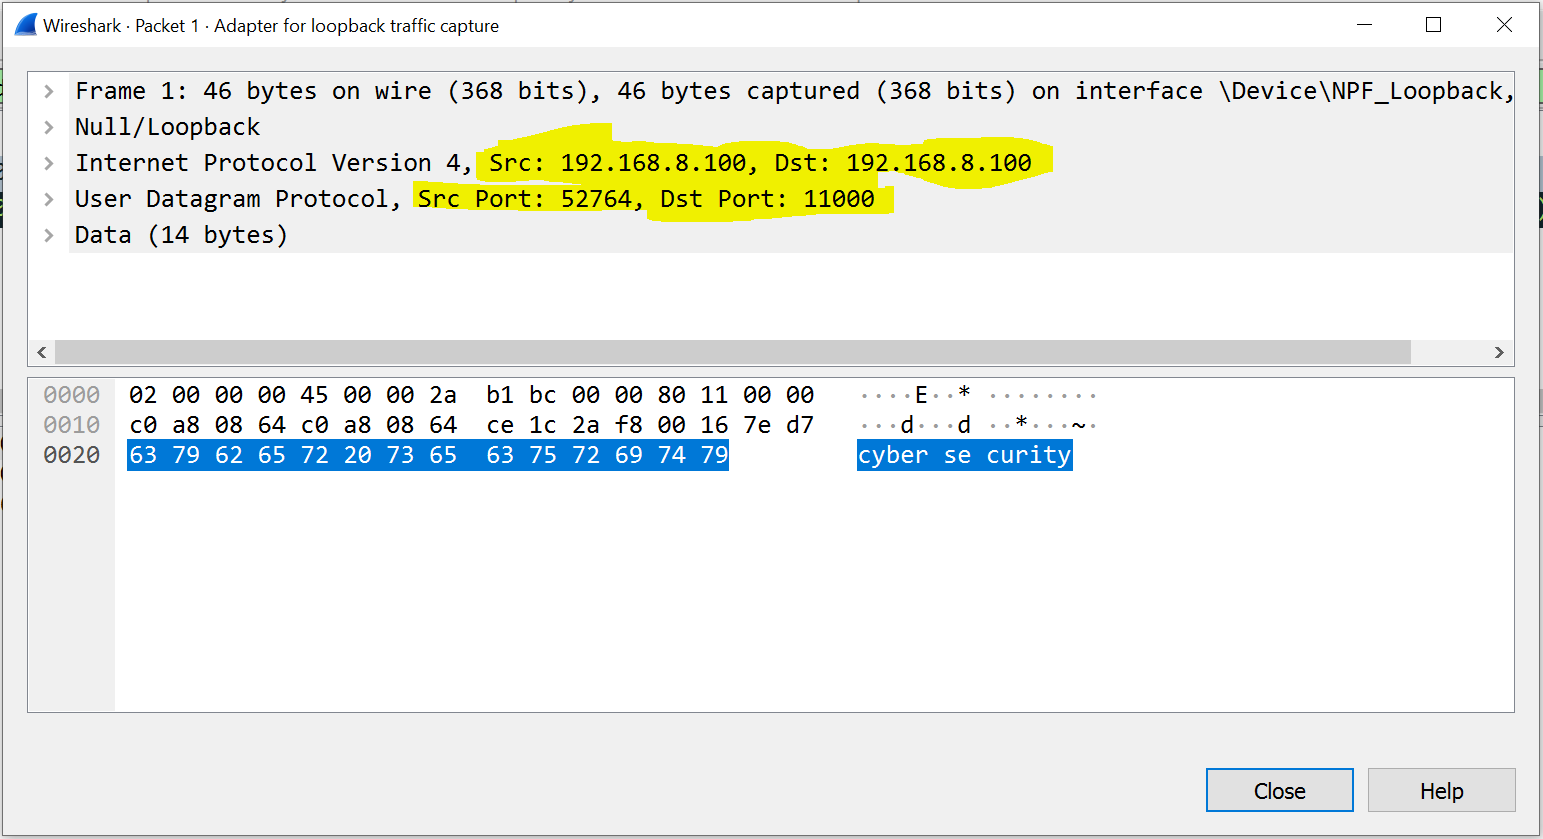 Wireshark · Packet 1 · Adapter for loopback traffic capture
Frame 1: 46 bytes on wire (368 bits), 46 bytes captured (368 bits) on interface \Device\NPF_Loopback,
Null/Loopback
Internet Protocol Version 4, Src: 192.168.8.100, Dst: 192.168.8.100
User Datagram Protocol, Src Port: 52764, Dst Port: 11000
Data (14 bytes)
0000 02 00 00 00 45 00 00 2a b1 bc 00 00 80 11 00 00 ····E··* ········
0010 c0 a8 08 64 c0 a8 08 64 ce 1c 2a f8 00 16 7e d7 ···d···d ··*···~·
0020 63 79 62 65 72 20 73 65 63 75 72 69 74 79 cyber se curity
Close Help